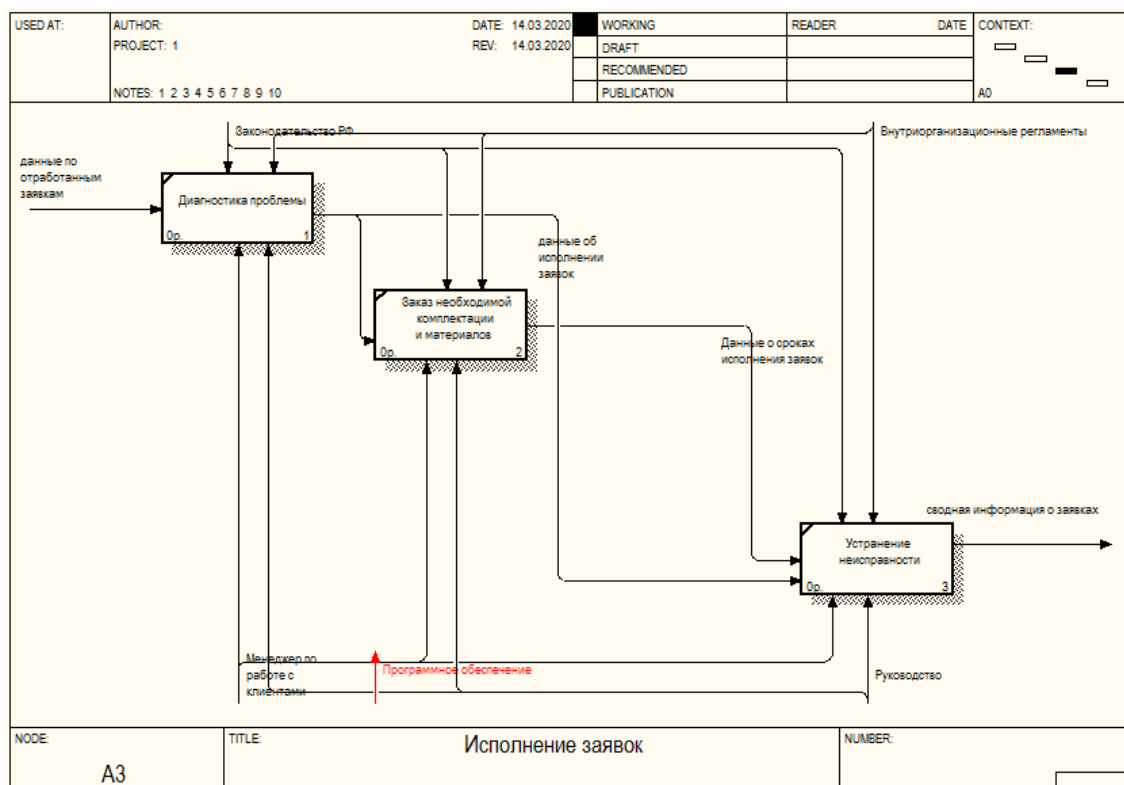 USED AT:
AUTHOR:
DATE: 14.03.2020
WORKING
READER
DATE
CONTEXT:
PROJECT: 1
REV: 14.03.2020
DRAFT
RECOMMENDED
NOTES: 1 2 3 4 5 6 7 8 9 10
PUBLICATION
A0
Законодательство РФ
Внутриорганизационные регламенты
данные по
отработанным
заявкам
Диагностика проблемы
0р.
1
данные об
исполнении
заявок
Заказ необходимой
комплектации
и материалов
0р.
2
Данные о сроках
исполнения заявок
сводная информация о заявках
Устранение
неисправности
0р.
3
Менеджер по
работе с
клиентами
Программное обеспечение
Руководство
NODE:
TITLE:
Исполнение заявок
NUMBER:
A3